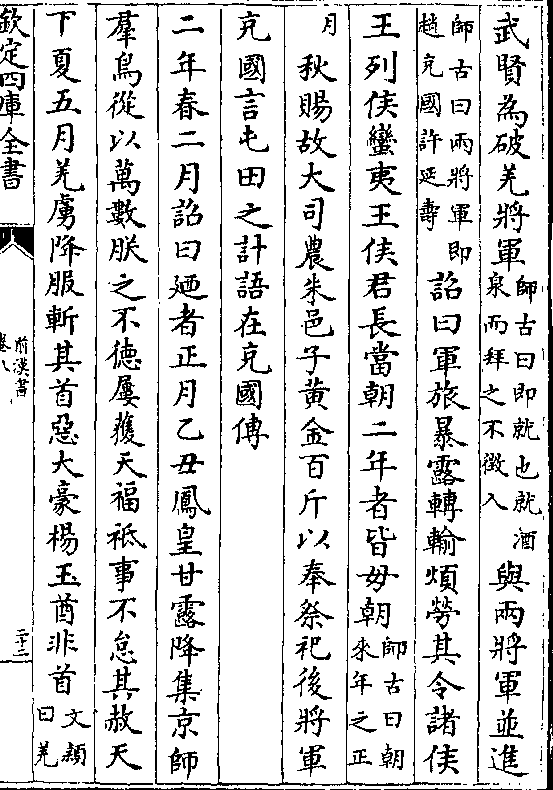 武賢為破羌將軍師古曰即就也就酒泉而拜之不徴入與兩將軍並進
師古曰兩將軍即趙充國許延壽詔曰軍旅暴露轉輸煩勞其令諸侯
王列侯蠻夷王侯君長當朝二年者皆毋朝師古曰朝來年之正
月秋賜故大司農朱邑子黃金百斤以奉祭祀後將軍
充國言屯田之計語在充國傳
二年春二月詔曰廼者正月乙丑鳳皇甘露降集京師
羣鳥從以萬數朕之不德屢獲天福祗事不怠其赦天
下夏五月羌虜降服斬其首惡大豪楊玉酋非首文穎曰羌
欽定四庫全書
前漢書
卷八
二十二